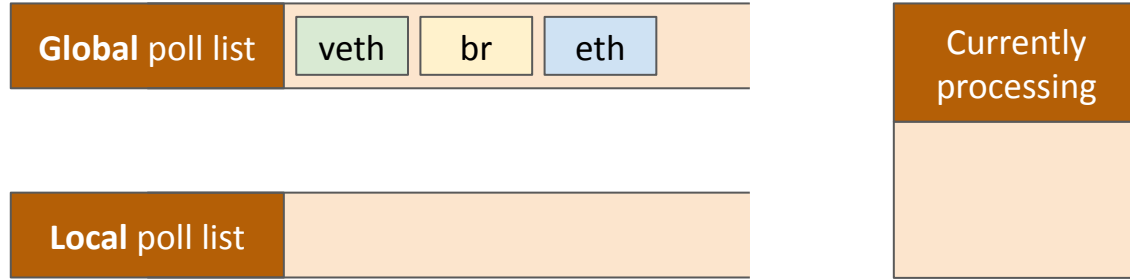 Global poll list
veth
br
eth
Currently
processing
Local poll list